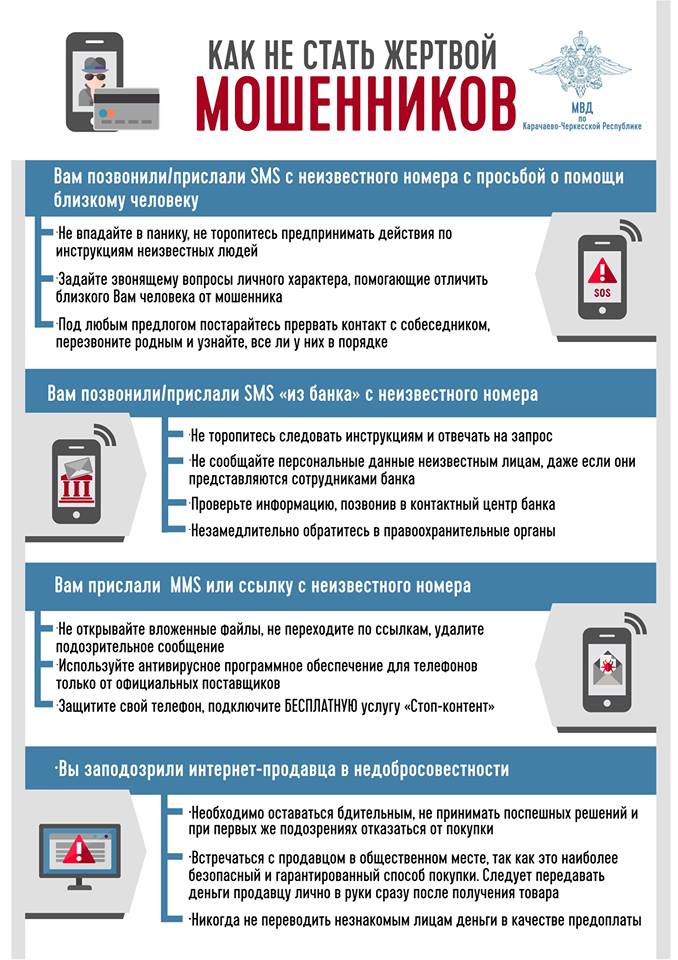 КАК НЕ СТАТЬ ЖЕРТВОЙ
МОШЕННИКОВ
МВД
по
Карачаево-Черкесской Республике
Вам позвонили/прислали SMS с неизвестного номера с просьбой о помощи
близкому человеку
·Не впадайте в панику, не торопитесь предпринимать действия по
инструкциям неизвестных людей
·Задайте звонящему вопросы личного характера, помогающие отличить
близкого Вам человека от мошенника
·Под любым предлогом постарайтесь прервать контакт с собеседником,
перезвоните родным и узнайте, все ли у них в порядке
SOS
Вам позвонили/прислали SMS «из банка» с неизвестного номера
·Не торопитесь следовать инструкциям и отвечать на запрос
·Не сообщайте персональные данные неизвестным лицам, даже если они
представляются сотрудниками банка
·Проверьте информацию, позвонив в контактный центр банка
·Незамедлительно обратитесь в правоохранительные органы
Вам прислали MMS или ссылку с неизвестного номера
·Не открывайте вложенные файлы, не переходите по ссылкам, удалите
подозрительное сообщение
·Используйте антивирусное программное обеспечение для телефонов
только от официальных поставщиков
·Защитите свой телефон, подключите БЕСПЛАТНУЮ услугу «Стоп-контент»
·Вы заподозрили интернет-продавца в недобросовестности
·Необходимо оставаться бдительным, не принимать поспешных решений и
при первых же подозрениях отказаться от покупки
·Встречаться с продавцом в общественном месте, так как это наиболее
безопасный и гарантированный способ покупки. Следует передавать
деньги продавцу лично в руки сразу после получения товара
·Никогда не переводить незнакомым лицам деньги в качестве предоплаты